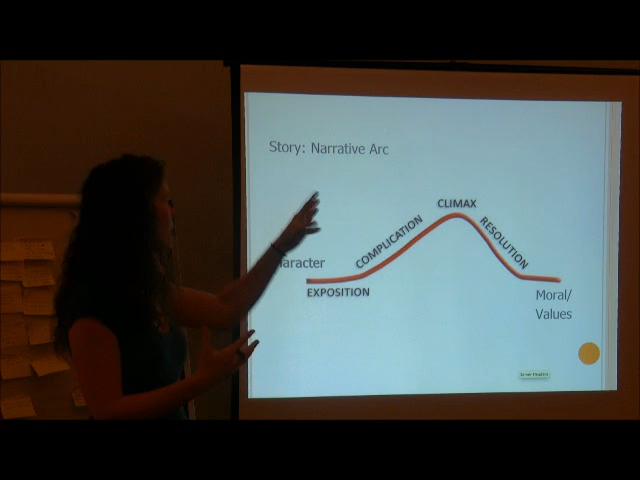 Story: Narrative Arc
CLIMAX
COMPLICATION
RESOLUTION
aracter
EXPOSITION
Moral/
Values